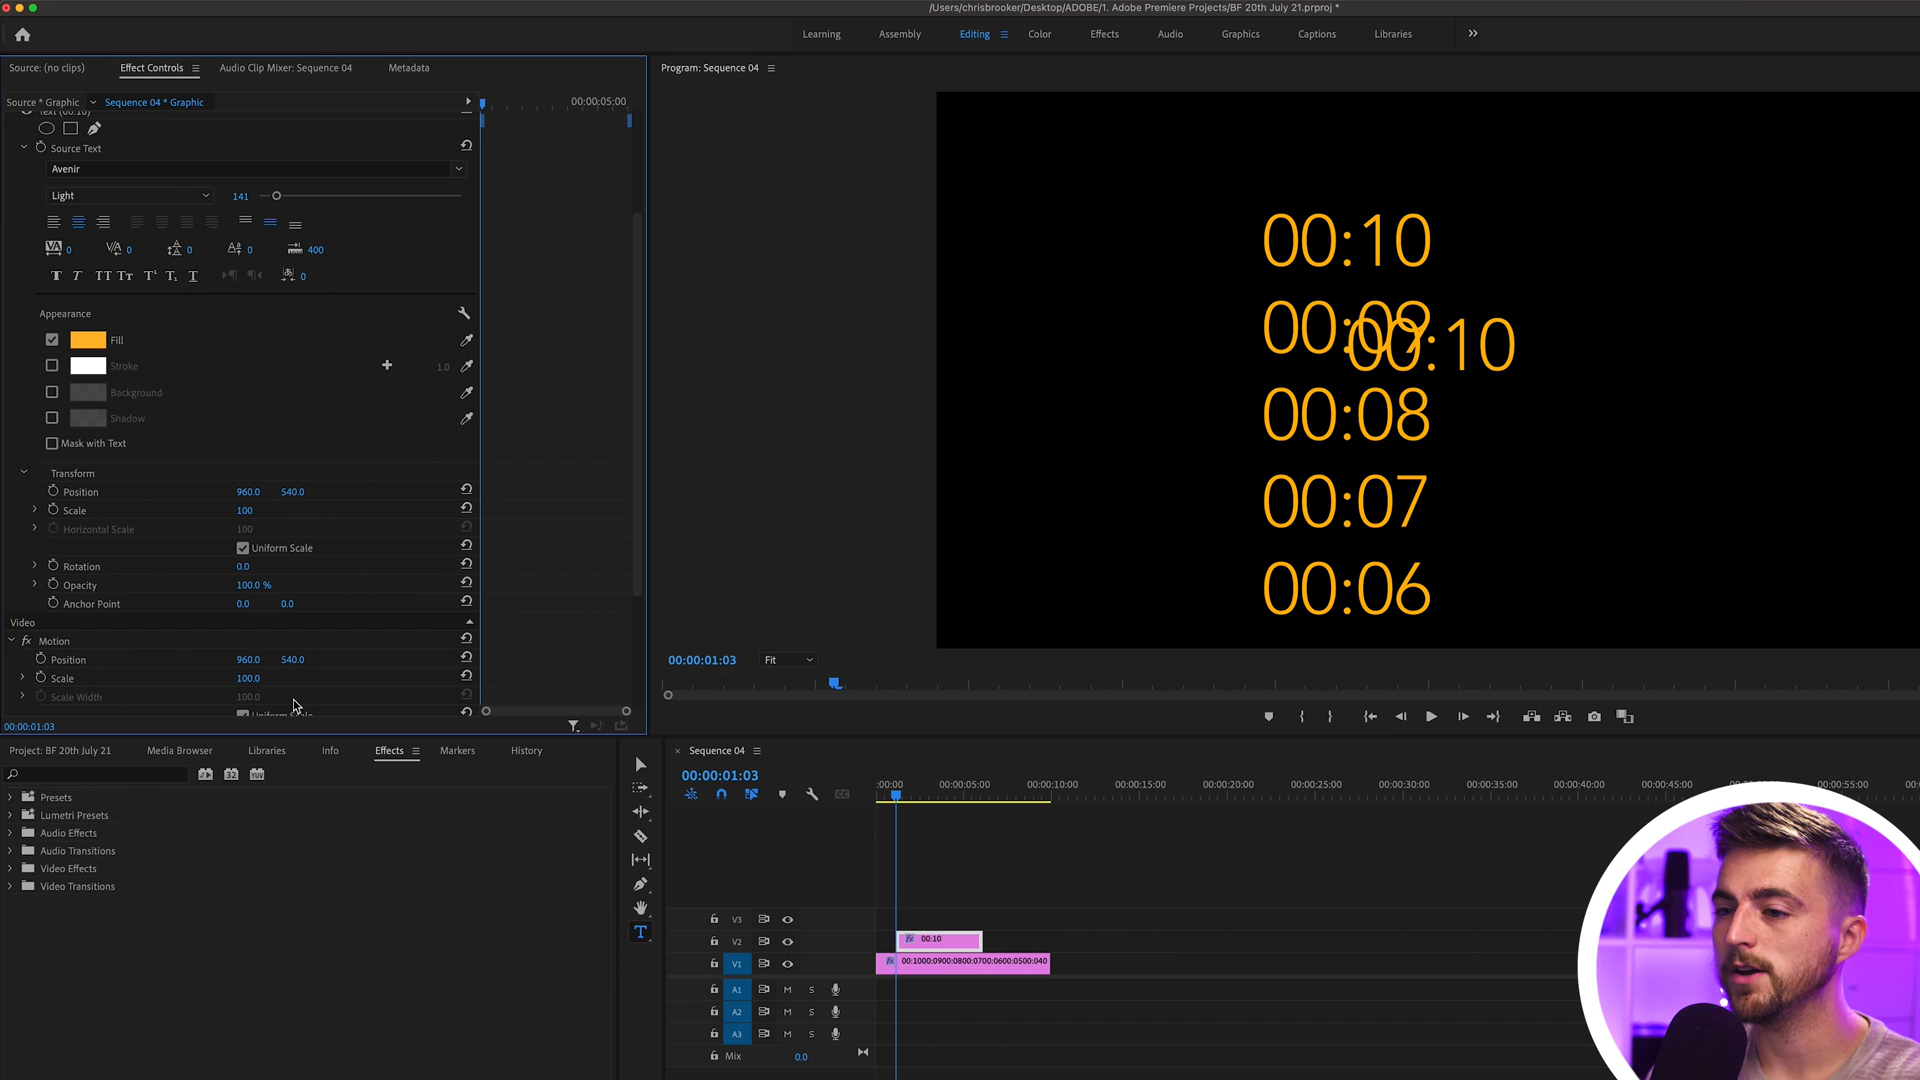 /Users/chrisbrooker/Desktop/ADOBE/1. Adobe Premiere Projects/BF 20th July 21.prproj *
Learning Assembly Editing Color Effects Audio Graphics Captions Libraries
Source: (no clips) Effect Controls Audio Clip Mixer: Sequence 04 Metadata
Program: Sequence 04
Source * Graphic Sequence 04 * Graphic 00:00:05:00
Text (00:10)
Source Text
Avenir
Light 141
0 0 0 0 400
0
Appearance
Fill
Stroke 1.0
Background
Shadow
Mask with Text
Transform
Position 960.0 540.0
Scale 100
Horizontal Scale 100
Uniform Scale
Rotation 0.0
Opacity 100.0 %
Anchor Point 0.0 0.0
Video
fx Motion
Position 960.0 540.0
Scale 100.0
Scale Width 100.0
Uniform Scale
00:00:01:03
00:10
00:09
00:10
00:08
00:07
00:06
00:00:01:03 Fit
Project: BF 20th July 21 Media Browser Libraries Info Effects Markers History
32 YUV
Presets
Lumetri Presets
Audio Effects
Audio Transitions
Video Effects
Video Transitions
× Sequence 04
00:00:01:03
:00:00 00:00:05:00 00:00:10:00 00:00:15:00 00:00:20:00 00:00:25:00 00:00:30:00 00:00:35:00 00:00:40:00 00:00:45:00 00:00:55:00
V3
V2 fx 00:10
V1 fx 00:1000:0900:0800:0700:0600:0500:040
A1 M S
A2 M S
A3 M S
Mix 0.0